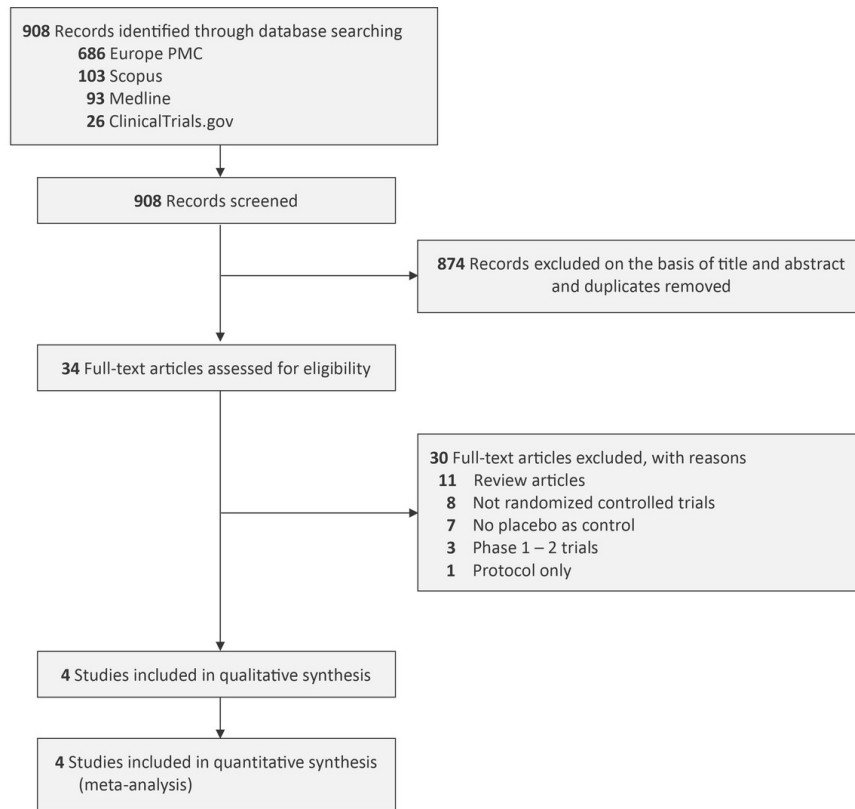 908 Records identified through database searching
686 Europe PMC
103 Scopus
93 Medline
26 ClinicalTrials.gov
908 Records screened
874 Records excluded on the basis of title and abstract
and duplicates removed
34 Full-text articles assessed for eligibility
30 Full-text articles excluded, with reasons
11 Review articles
8 Not randomized controlled trials
7 No placebo as control
3 Phase 1 – 2 trials
1 Protocol only
4 Studies included in qualitative synthesis
4 Studies included in quantitative synthesis
(meta-analysis)